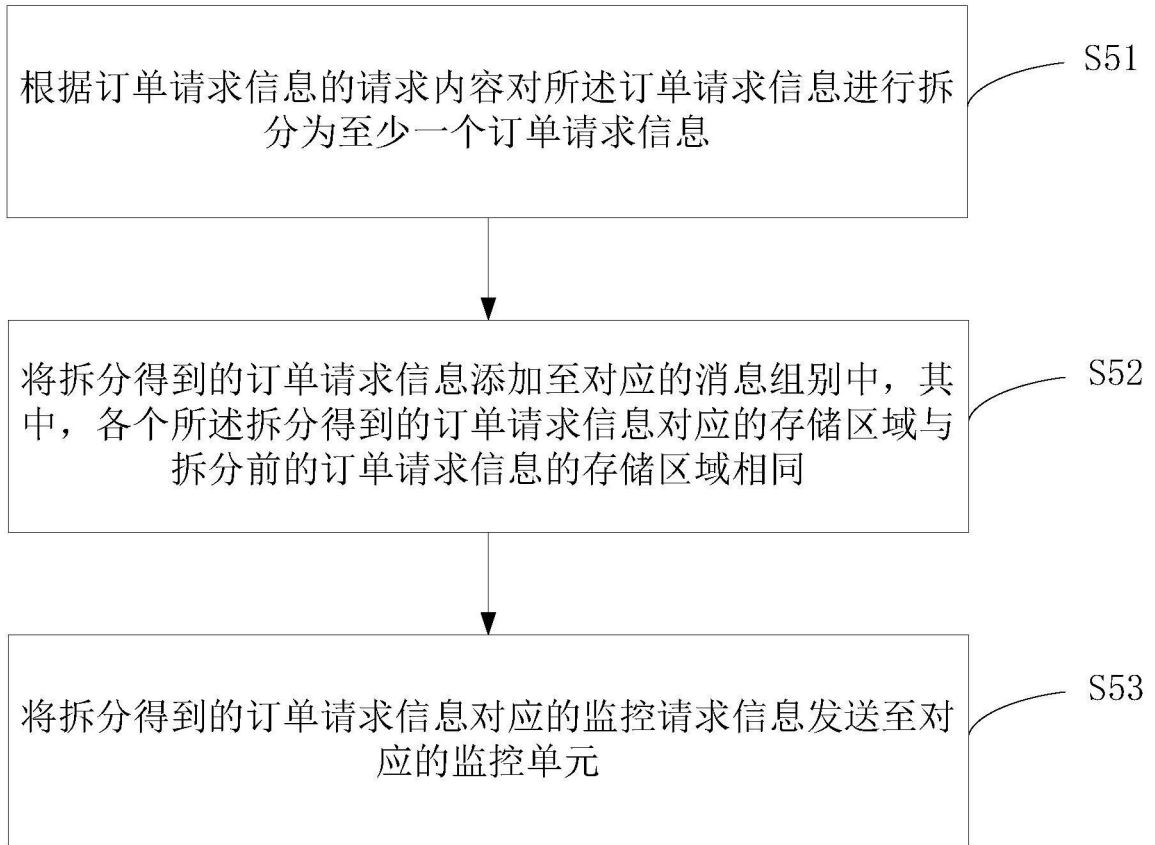 根据订单请求信息的请求内容对所述订单请求信息进行拆
分为至少一个订单请求信息
S51
将拆分得到的订单请求信息添加至对应的消息组别中，其
中，各个所述拆分得到的订单请求信息对应的存储区域与
拆分前的订单请求信息的存储区域相同
S52
将拆分得到的订单请求信息对应的监控请求信息发送至对
应的监控单元
S53